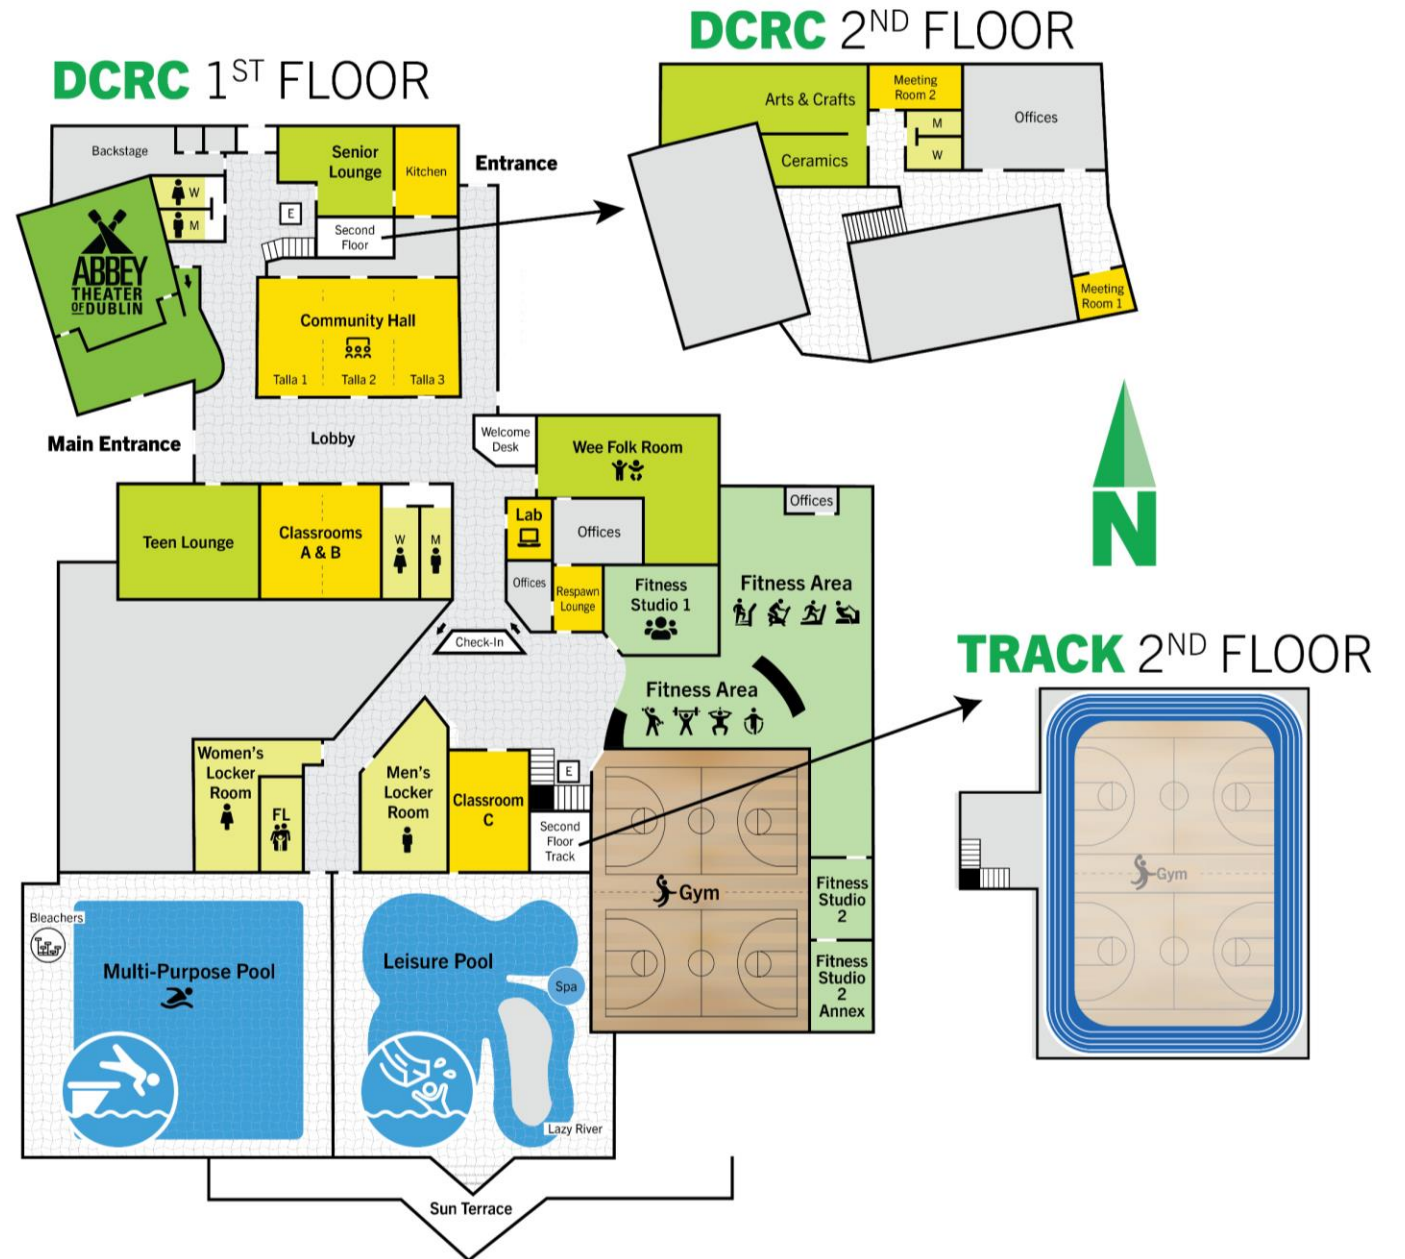 DCRC 1ST FLOOR
Backstage
W
M
ABBEY
THEATER
OF DUBLIN
Senior
Lounge
Kitchen
Entrance
E
Second
Floor
Community Hall
Talla 1
Talla 2
Talla 3
Main Entrance
Lobby
Welcome
Desk
Wee Folk Room
Teen Lounge
Classrooms
A & B
W
M
Lab
Offices
Offices
Respawn
Lounge
Fitness
Studio 1
Offices
Fitness Area
Check-In
Fitness Area
Women's
Locker
Room
FL
Men's
Locker
Room
Classroom
C
E
Second
Floor
Track
Gym
Fitness
Studio
2
Fitness
Studio
2
Annex
Bleachers
Multi-Purpose Pool
Leisure Pool
Spa
Lazy River
Sun Terrace
DCRC 2ND FLOOR
Arts & Crafts
Ceramics
Meeting
Room 2
M
W
Offices
Meeting
Room 1
N
TRACK 2ND FLOOR
Gym